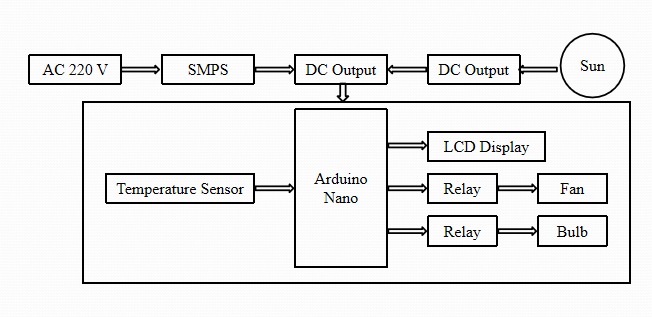 AC 220 V
SMPS
DC Output
DC Output
Sun
LCD Display
Temperature Sensor
Arduino
Nano
Relay
Fan
Relay
Bulb